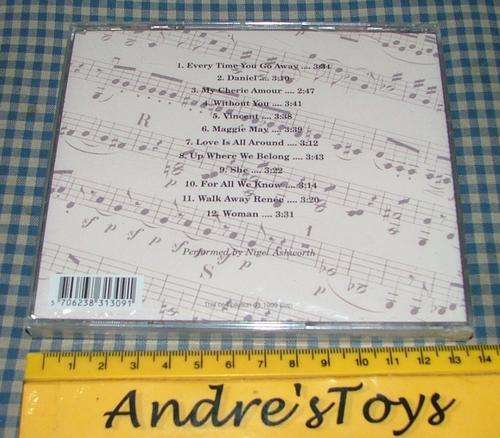 1. Every Time You Go Away .... 3:34
2. Daniel .... 3:19
3. My Cherie Amour .... 2:47
4. Without You .... 3:41
5. Vincent .... 3:38
6. Maggie May .... 3:39
7. Love Is All Around .... 3:12
8. Up Where We Belong .... 3:43
9. She .... 3:22
10. For All We Know .... 3:14
11. Walk Away Renée .... 3:20
12. Woman .... 3:31
R
Performed by Nigel Ashworth
S
5 706238 313091
1 2 3 4 5 6 7 8 9 10 11 12 13 14
Andre'sToys